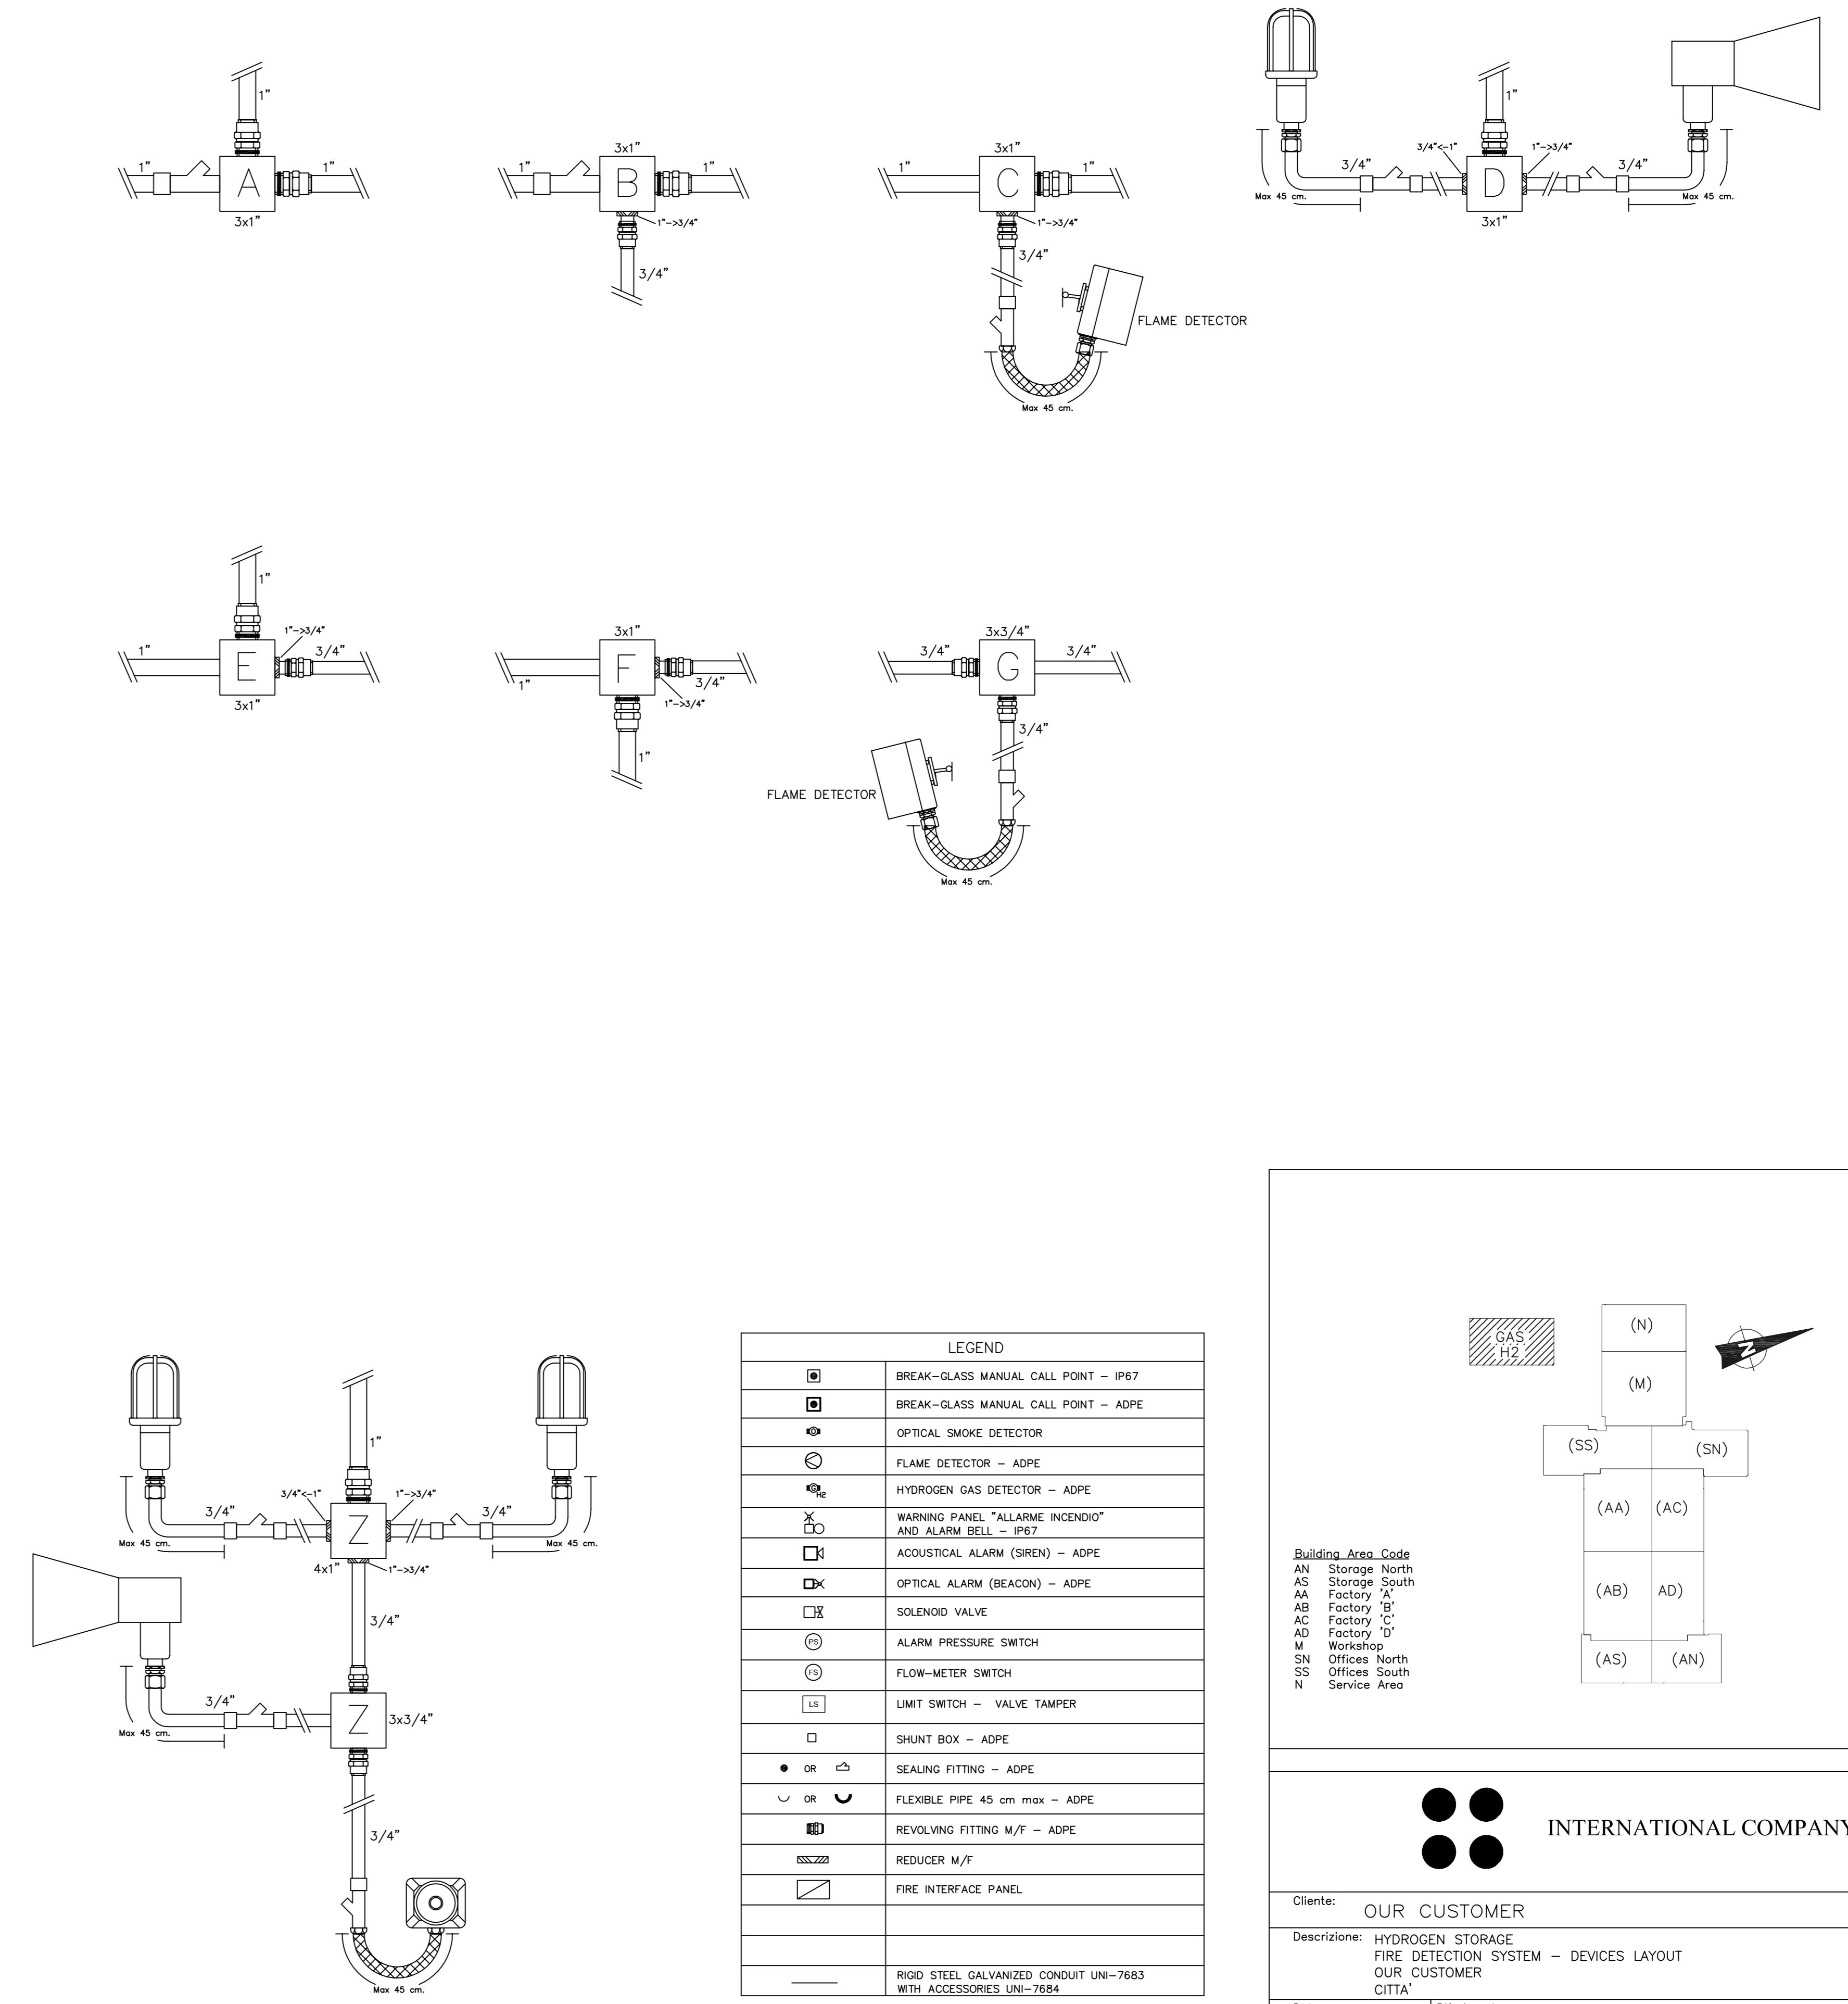 1”
1”
A
1”
3x1”
3x1”
1”
B
1”
1”->3/4”
3/4”
3x1”
1”
C
1”
1”->3/4”
3/4”
FLAME DETECTOR
Max 45 cm.
1”
3/4”<-1”
1”->3/4”
3/4”
D
3/4”
Max 45 cm.
Max 45 cm.
3x1”
1”
1”->3/4”
1”
E
3/4”
3x1”
3x1”
F
1”
3/4”
1”->3/4”
1”
3x3/4”
3/4”
G
3/4”
3/4”
FLAME DETECTOR
Max 45 cm.
1”
3/4”<-1”
1”->3/4”
3/4”
Z
3/4”
Max 45 cm.
Max 45 cm.
4x1”
1”->3/4”
3/4”
3/4”
Z
3x3/4”
Max 45 cm.
3/4”
Max 45 cm.
LEGEND
BREAK-GLASS MANUAL CALL POINT - IP67
BREAK-GLASS MANUAL CALL POINT - ADPE
OPTICAL SMOKE DETECTOR
FLAME DETECTOR - ADPE
G H2 HYDROGEN GAS DETECTOR - ADPE
WARNING PANEL "ALLARME INCENDIO"
AND ALARM BELL - IP67
ACOUSTICAL ALARM (SIREN) - ADPE
OPTICAL ALARM (BEACON) - ADPE
SOLENOID VALVE
PS ALARM PRESSURE SWITCH
FS FLOW-METER SWITCH
LS LIMIT SWITCH - VALVE TAMPER
SHUNT BOX - ADPE
OR SEALING FITTING - ADPE
OR FLEXIBLE PIPE 45 cm max - ADPE
REVOLVING FITTING M/F - ADPE
REDUCER M/F
FIRE INTERFACE PANEL
RIGID STEEL GALVANIZED CONDUIT UNI-7683
WITH ACCESSORIES UNI-7684
GAS
H2
(N)
N
(M)
(SS)
(SN)
(AA)
(AC)
(AB)
AD)
(AS)
(AN)
Building Area Code
AN Storage North
AS Storage South
AA Factory 'A'
AB Factory 'B'
AC Factory 'C'
AD Factory 'D'
M Workshop
SN Offices North
SS Offices South
N Service Area
INTERNATIONAL COMPANY
Cliente: OUR CUSTOMER
Descrizione: HYDROGEN STORAGE
FIRE DETECTION SYSTEM - DEVICES LAYOUT
OUR CUSTOMER
CITTA'